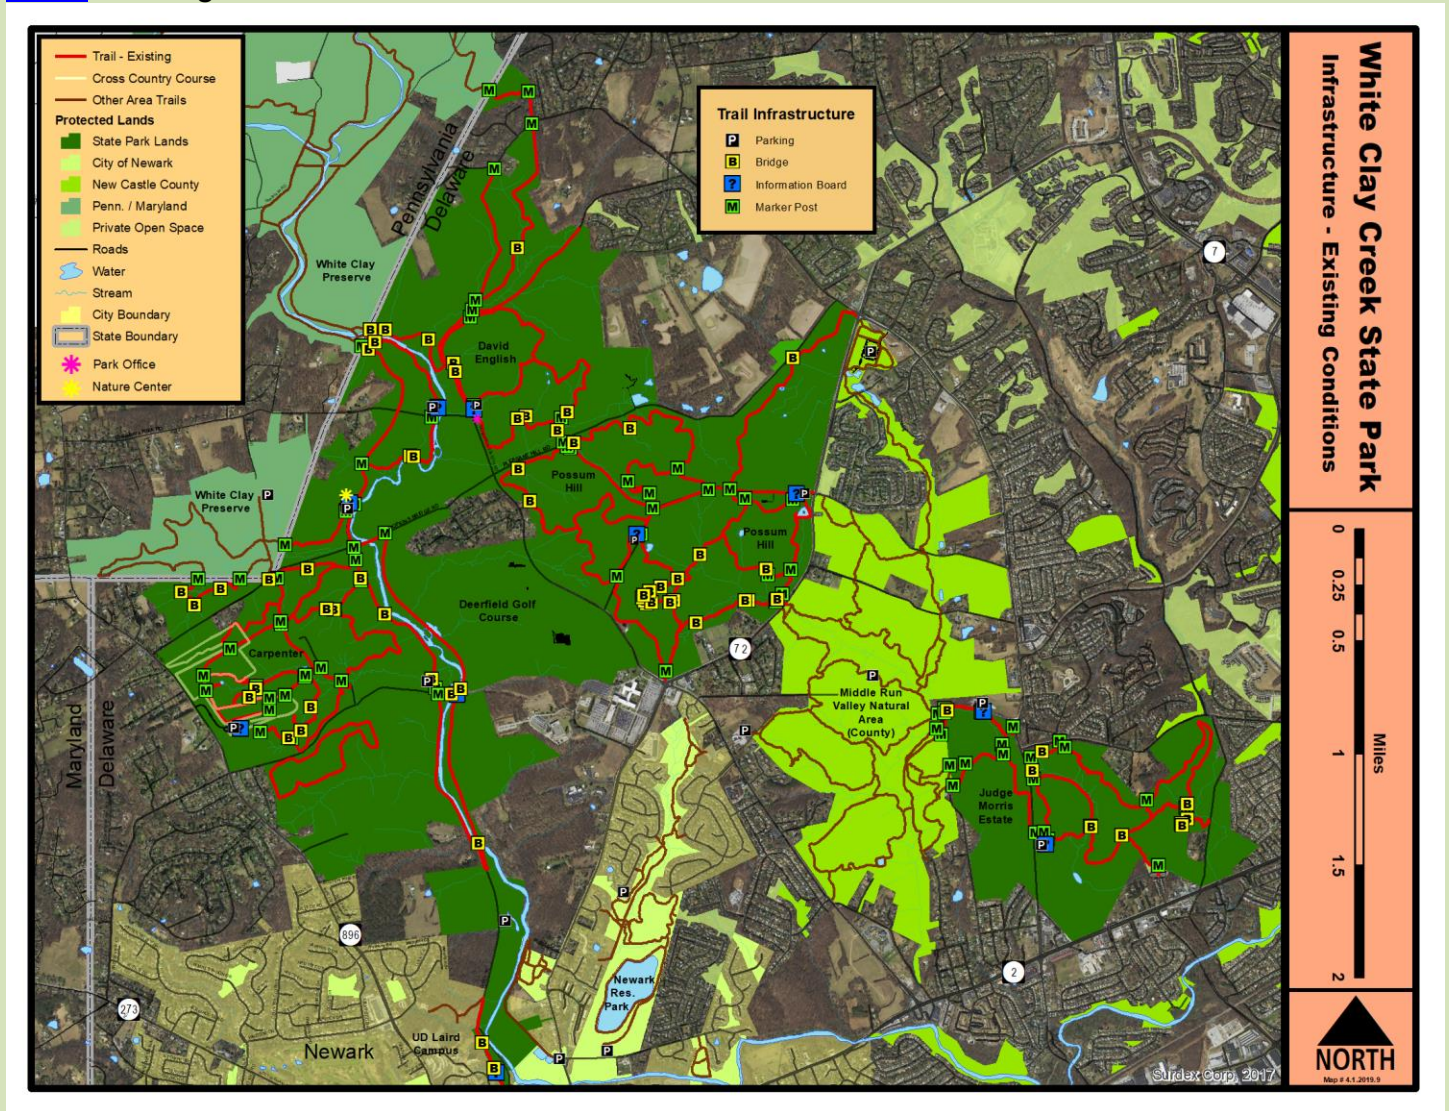 Trail - Existing
Cross Country Course
Other Area Trails
Protected Lands
State Park Lands
City of Newark
New Castle County
Penn. / Maryland
Private Open Space
Roads
Water
Stream
City Boundary
State Boundary
Park Office
Nature Center
Trail Infrastructure
P Parking
B Bridge
? Information Board
M Marker Post
Pennsylvania
Delaware
White Clay
Preserve
David
English
7
White Clay
Preserve
Possum
Hill
Possum
Hill
Deerfield Golf
Course
72
Carpenter
Middle Run
Valley Natural
Area
(County)
Maryland
Delaware
Judge
Morris
Estate
896
2
273
Newark
Res.
Park
UD Laird
Campus
Newark
Surdex Corp, 2017
White Clay Creek State Park
Infrastructure - Existing Conditions
0
0.25
0.5
1
1.5
2
Miles
NORTH
Map # 4.1.2019.9